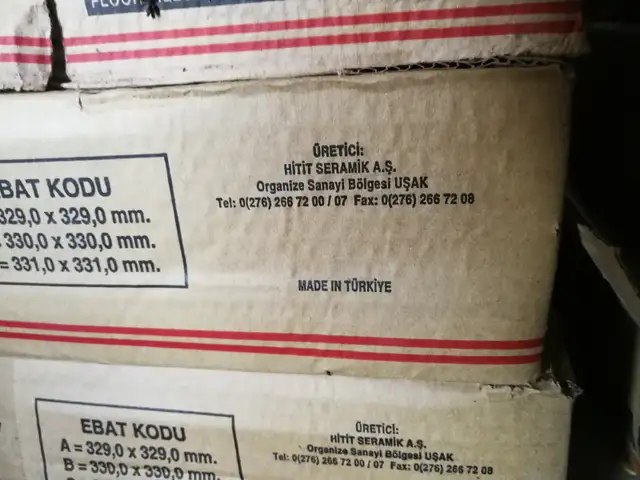 EBAT KODU
329,0 x 329,0 mm.
330,0 x 330,0 mm.
= 331,0 x 331,0 mm.
ÜRETİCİ:
HİTİT SERAMİK A.Ş.
Organize Sanayi Bölgesi UŞAK
Tel: 0(276) 266 72 00 / 07 Fax: 0(276) 266 72 08
MADE IN TÜRKİYE
EBAT KODU
A = 329,0 x 329,0 mm.
B = 330,0 x 330,0 mm.
ÜRETİCİ:
HİTİT SERAMİK A.Ş.
Organize Sanayi Bölgesi UŞAK
Tel: 0(276) 266 72 00 / 07 Fax: 0(276) 266 72 08